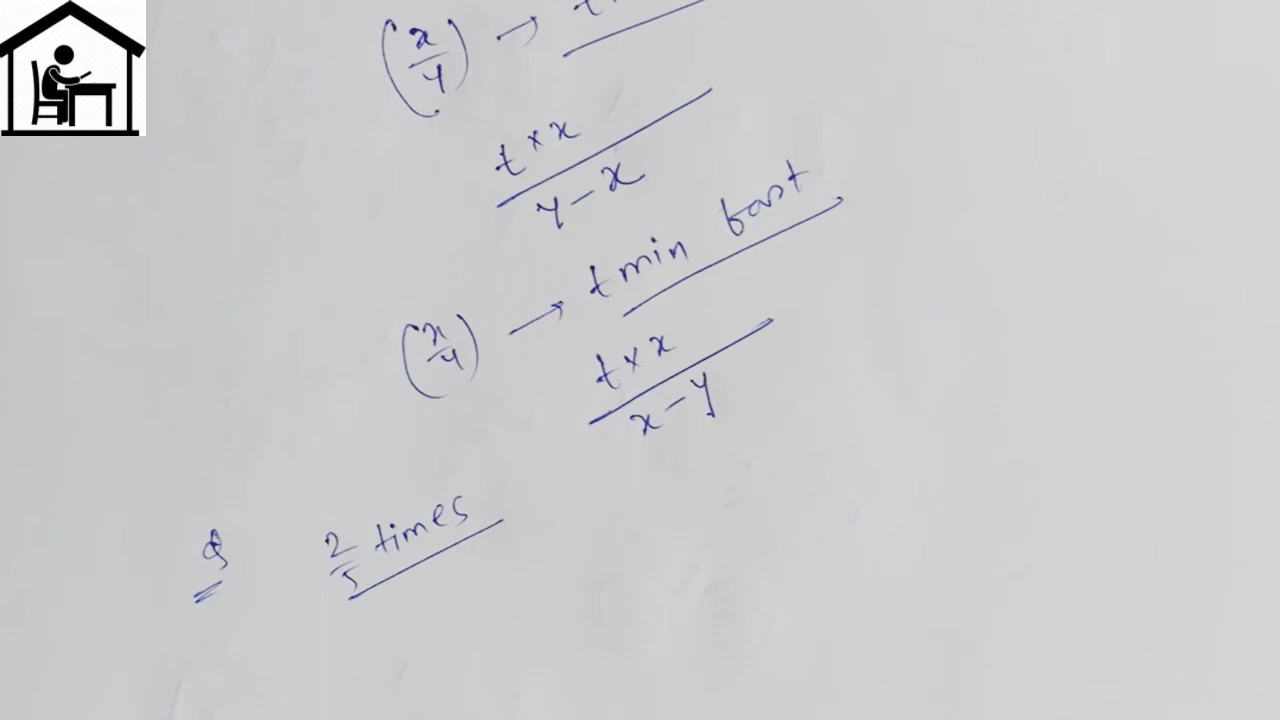 (x/y) →
t × x
y - x
(x/y) → t min fast
t × x
x - y
Q 2/5 times